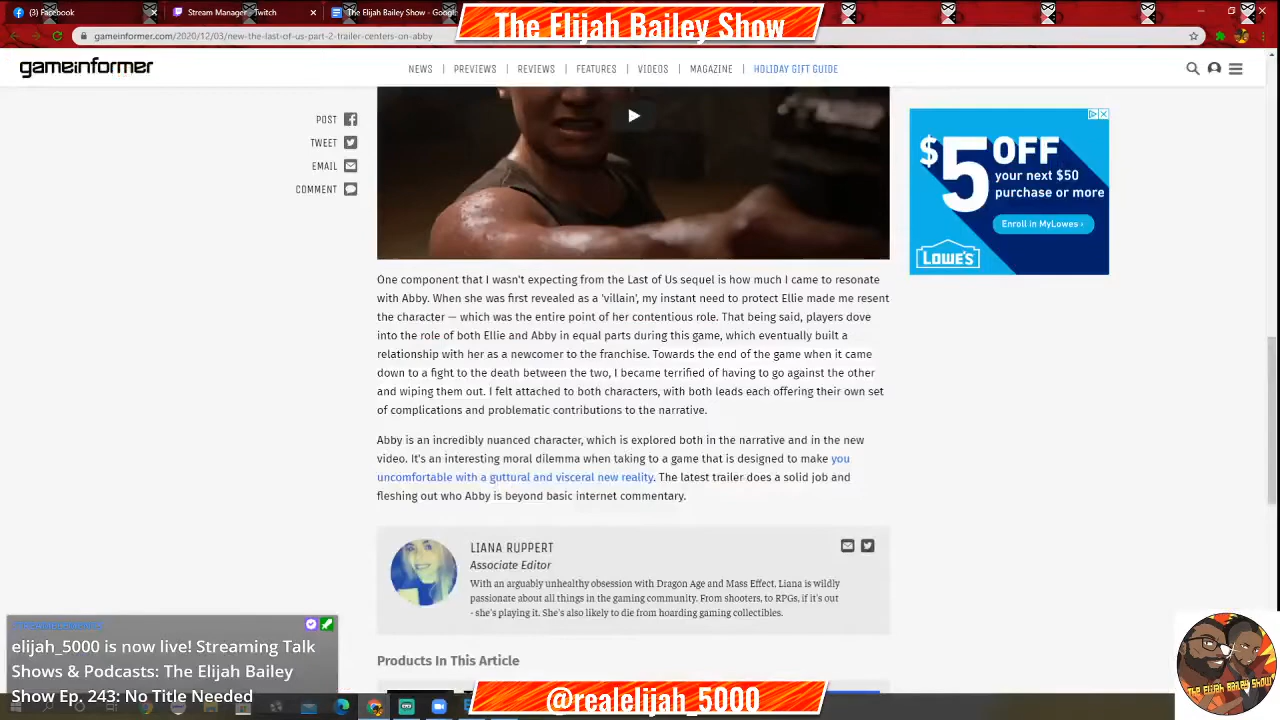 (3) Facebook
Stream Manager - Twitch
The Elijah Bailey Show - Googl
The Elijah Bailey Show
gameinformer.com/2020/12/03/new-the-last-of-us-part-2-trailer-centers-on-abby
gameinformer
NEWS | PREVIEWS | REVIEWS | FEATURES | VIDEOS | MAGAZINE | HOLIDAY GIFT GUIDE
POST
TWEET
EMAIL
COMMENT
$5 OFF
your next $50
purchase or more
Enroll in MyLowes ›
LOWE'S
One component that I wasn't expecting from the Last of Us sequel is how much I came to resonate
with Abby. When she was first revealed as a 'villain', my instant need to protect Ellie made me resent
the character — which was the entire point of her contentious role. That being said, players dove
into the role of both Ellie and Abby in equal parts during this game, which eventually built a
relationship with her as a newcomer to the franchise. Towards the end of the game when it came
down to a fight to the death between the two, I became terrified of having to go against the other
and wiping them out. I felt attached to both characters, with both leads each offering their own set
of complications and problematic contributions to the narrative.
Abby is an incredibly nuanced character, which is explored both in the narrative and in the new
video. It's an interesting moral dilemma when taking to a game that is designed to make you
uncomfortable with a guttural and visceral new reality. The latest trailer does a solid job and
fleshing out who Abby is beyond basic internet commentary.
LIANA RUPPERT
Associate Editor
With an arguably unhealthy obsession with Dragon Age and Mass Effect, Liana is wildly
passionate about all things in the gaming community. From shooters, to RPGs, if it's out
- she's playing it. She's also likely to die from hoarding gaming collectibles.
Products In This Article
elijah_5000 is now live! Streaming Talk
Shows & Podcasts: The Elijah Bailey
Show Ep. 243: No Title Needed
@realelijah_5000
The Elijah Bailey Show